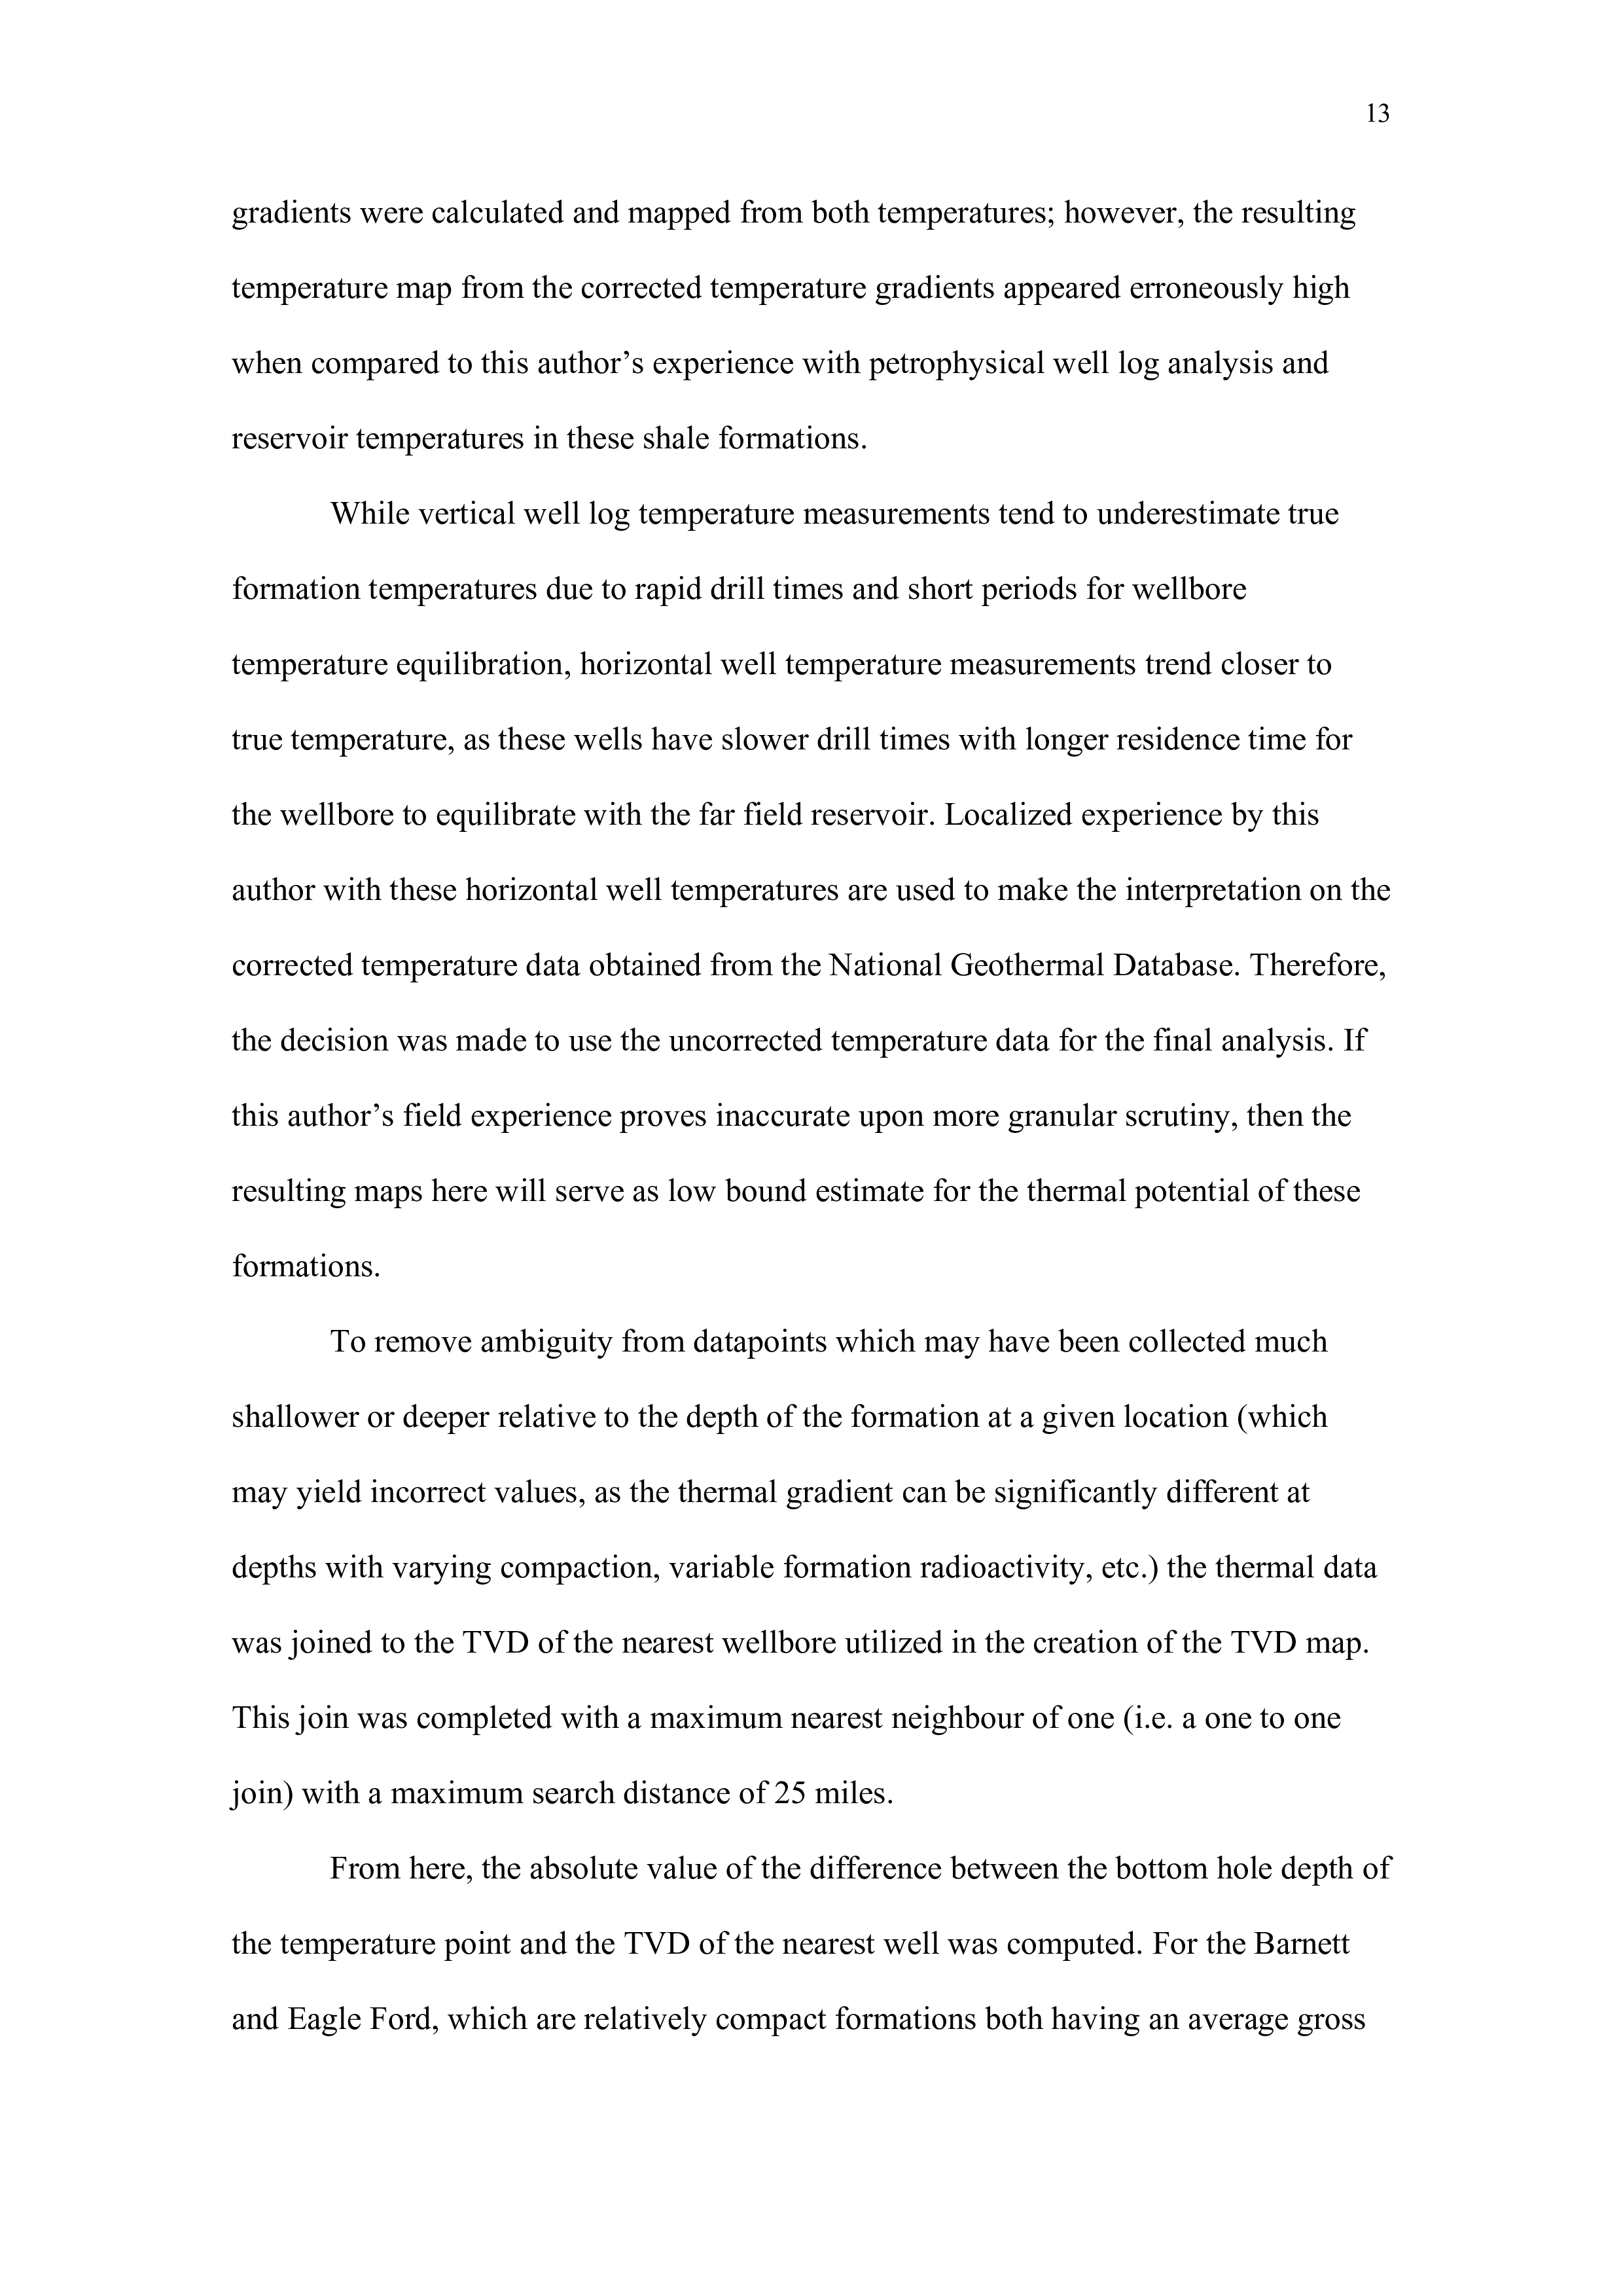 13
gradients were calculated and mapped from both temperatures; however, the resulting
temperature map from the corrected temperature gradients appeared erroneously high
when compared to this author’s experience with petrophysical well log analysis and
reservoir temperatures in these shale formations.
While vertical well log temperature measurements tend to underestimate true
formation temperatures due to rapid drill times and short periods for wellbore
temperature equilibration, horizontal well temperature measurements trend closer to
true temperature, as these wells have slower drill times with longer residence time for
the wellbore to equilibrate with the far field reservoir. Localized experience by this
author with these horizontal well temperatures are used to make the interpretation on the
corrected temperature data obtained from the National Geothermal Database. Therefore,
the decision was made to use the uncorrected temperature data for the final analysis. If
this author’s field experience proves inaccurate upon more granular scrutiny, then the
resulting maps here will serve as low bound estimate for the thermal potential of these
formations.
To remove ambiguity from datapoints which may have been collected much
shallower or deeper relative to the depth of the formation at a given location (which
may yield incorrect values, as the thermal gradient can be significantly different at
depths with varying compaction, variable formation radioactivity, etc.) the thermal data
was joined to the TVD of the nearest wellbore utilized in the creation of the TVD map.
This join was completed with a maximum nearest neighbour of one (i.e. a one to one
join) with a maximum search distance of 25 miles.
From here, the absolute value of the difference between the bottom hole depth of
the temperature point and the TVD of the nearest well was computed. For the Barnett
and Eagle Ford, which are relatively compact formations both having an average gross